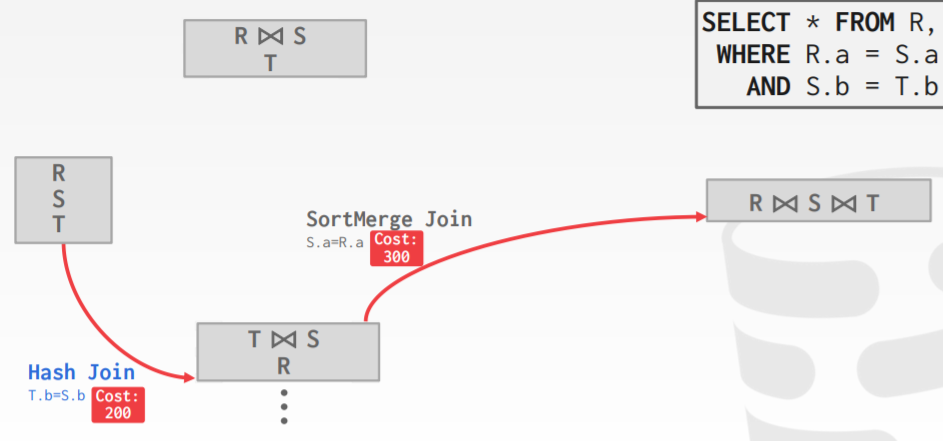 R ⋈ S
T
SELECT * FROM R,
WHERE R.a = S.a
AND S.b = T.b
R
S
T
R ⋈ S ⋈ T
SortMerge Join
S.a=R.a
Cost:
300
T ⋈ S
R
Hash Join
T.b=S.b
Cost:
200